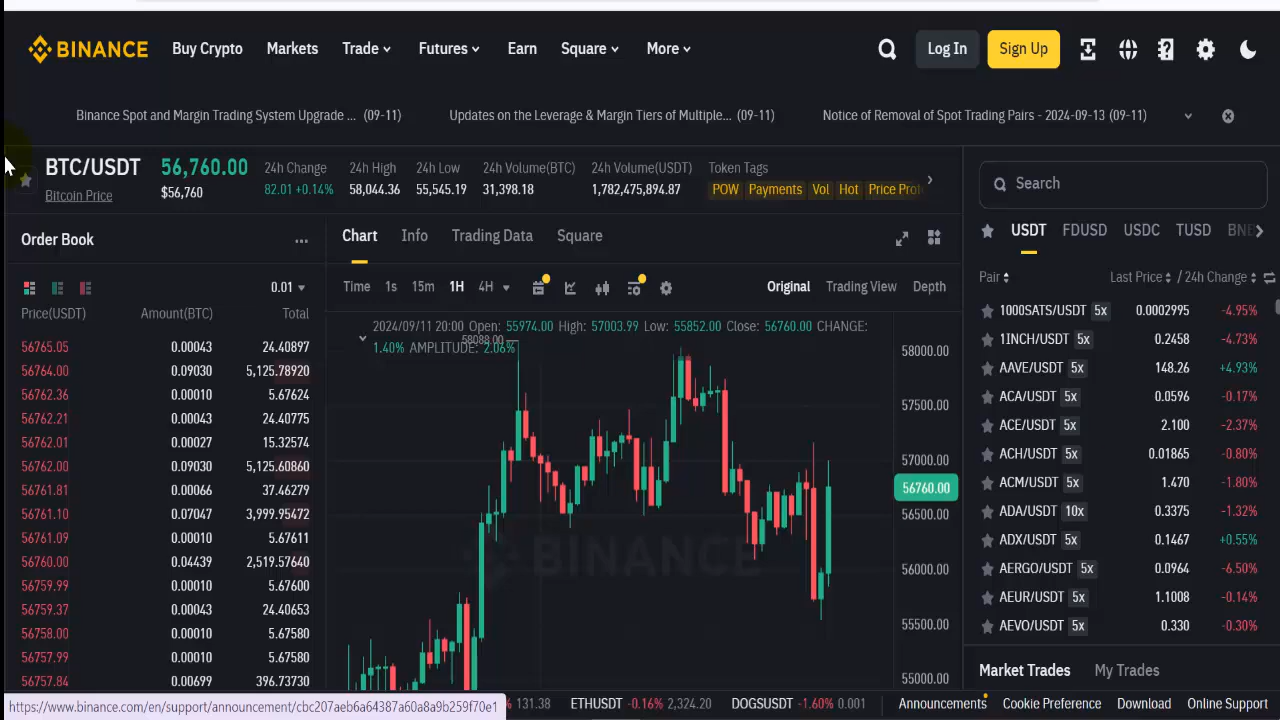 BINANCE
Buy Crypto
Markets
Trade
Futures
Earn
Square
More
Log In
Sign Up
Binance Spot and Margin Trading System Upgrade ... (09-11)
Updates on the Leverage & Margin Tiers of Multiple... (09-11)
Notice of Removal of Spot Trading Pairs - 2024-09-13 (09-11)
BTC/USDT
Bitcoin Price
56,760.00
$56,760
24h Change
82.01 +0.14%
24h High
58,044.36
24h Low
55,545.19
24h Volume(BTC)
31,398.18
24h Volume(USDT)
1,782,475,894.87
Token Tags
POW Payments Vol Hot Price Prot
Order Book
...
0.01
Price(USDT) Amount(BTC) Total
56765.05 0.00043 24.40897
56764.00 0.09030 5,125.78920
56762.36 0.00010 5.67624
56762.21 0.00043 24.40775
56762.01 0.00027 15.32574
56762.00 0.09030 5,125.60860
56761.81 0.00066 37.46279
56761.10 0.07047 3,999.95472
56761.09 0.00010 5.67611
56760.00 0.04439 2,519.57640
56759.99 0.00010 5.67600
56759.37 0.00043 24.40653
56758.00 0.00010 5.67580
56757.99 0.00010 5.67580
56757.84 0.00699 396.73730
Chart Info Trading Data Square
Time 1s 15m 1H 4H
Original Trading View Depth
2024/09/11 20:00 Open: 55974.00 High: 57003.99 Low: 55852.00 Close: 56760.00 CHANGE:
1.40% AMPLITUDE: 2.06%
58088.00
58000.00
57500.00
57000.00
56760.00
56500.00
56000.00
55500.00
55000.00
BINANCE
Search
USDT FDUSD USDC TUSD BNB
Pair Last Price / 24h Change
1000SATS/USDT 5x 0.0002995 -4.95%
1INCH/USDT 5x 0.2458 -4.73%
AAVE/USDT 5x 148.26 +4.93%
ACA/USDT 5x 0.0596 -0.17%
ACE/USDT 5x 2.100 -2.37%
ACH/USDT 5x 0.01865 -0.80%
ACM/USDT 5x 1.470 -1.80%
ADA/USDT 10x 0.3375 -1.32%
ADX/USDT 5x 0.1467 +0.55%
AERGO/USDT 5x 0.0964 -6.50%
AEUR/USDT 5x 1.1008 -0.14%
AEVO/USDT 5x 0.330 -0.30%
Market Trades My Trades
https://www.binance.com/en/support/announcement/cbc207aeb6a64387a60a8a9b259f70e1
% 131.38 ETHUSDT -0.16% 2,324.20 DOGSUSDT -1.60% 0.001
Announcements Cookie Preference Download Online Support